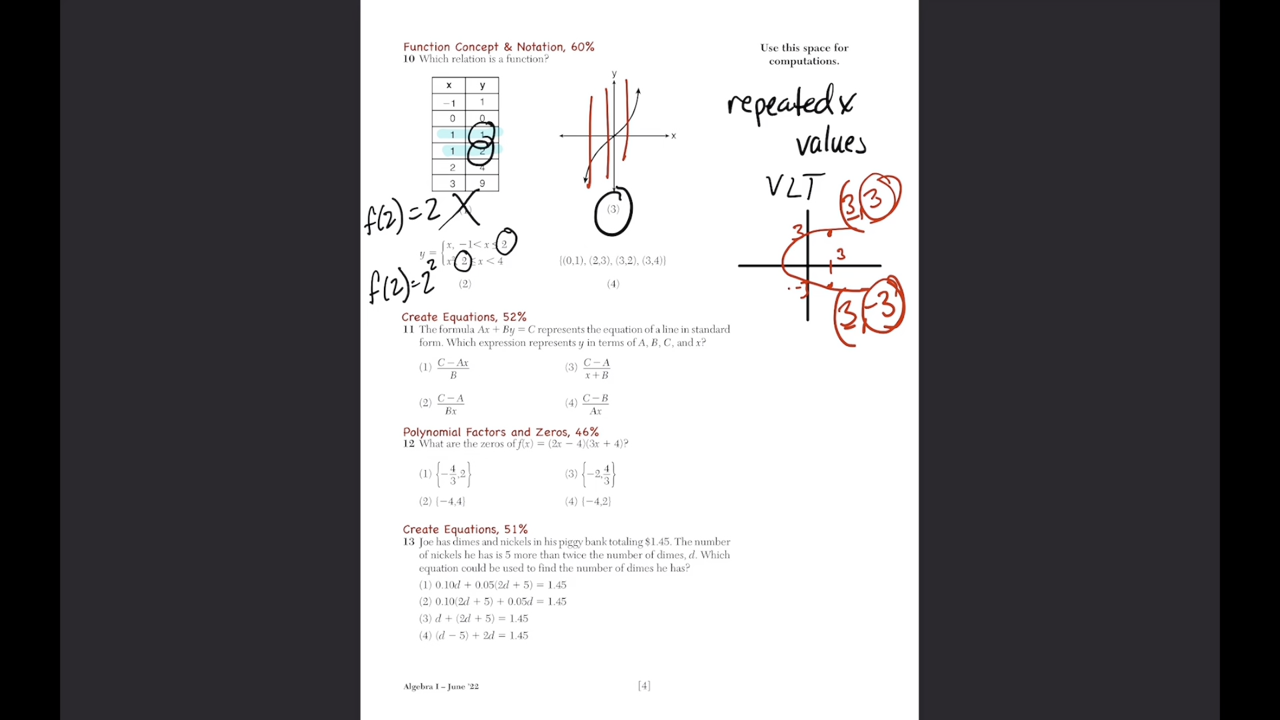 Function Concept & Notation, 60%
10 Which relation is a function?
x y
−1 1
0 0
1 1
1 2
2 4
3 9
y
x
(3)
f(2)=2 X
y = { x, −1 < x ≤ 2
x², 2 ≤ x < 4
f(2)=2²
(2)
{(0,1), (2,3), (3,2), (3,4)}
(4)
Use this space for
computations.
repeated x
values
VLT
(3, 3)
3
3
-3
(3, -3)
Create Equations, 52%
11 The formula Ax + By = C represents the equation of a line in standard
form. Which expression represents y in terms of A, B, C, and x?
(1) C − Ax / B
(3) C − A / x + B
(2) C − A / Bx
(4) C − B / Ax
Polynomial Factors and Zeros, 46%
12 What are the zeros of f(x) = (2x − 4)(3x + 4)?
(1) {−4/3, 2}
(3) {−2, 4/3}
(2) {−4,4}
(4) {−4,2}
Create Equations, 51%
13 Joe has dimes and nickels in his piggy bank totaling $1.45. The number
of nickels he has is 5 more than twice the number of dimes, d. Which
equation could be used to find the number of dimes he has?
(1) 0.10d + 0.05(2d + 5) = 1.45
(2) 0.10(2d + 5) + 0.05d = 1.45
(3) d + (2d + 5) = 1.45
(4) (d − 5) + 2d = 1.45
Algebra I – June '22
[4]